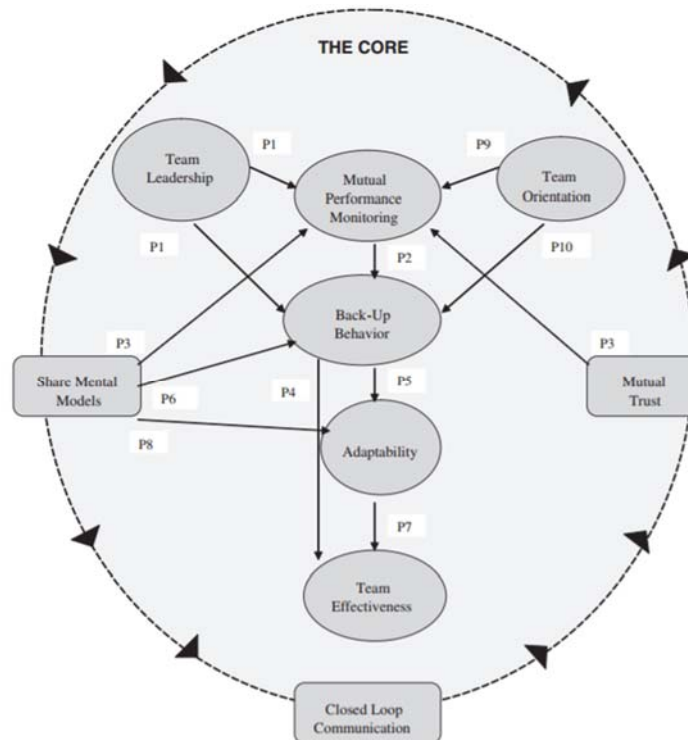 THE CORE
Team
Leadership
P1
Mutual
Performance
Monitoring
P9
Team
Orientation
P1
P2
P10
Back-Up
Behavior
P3
P3
Share Mental
Models
P6
P4
P5
Mutual
Trust
P8
Adaptability
P7
Team
Effectiveness
Closed Loop
Communication